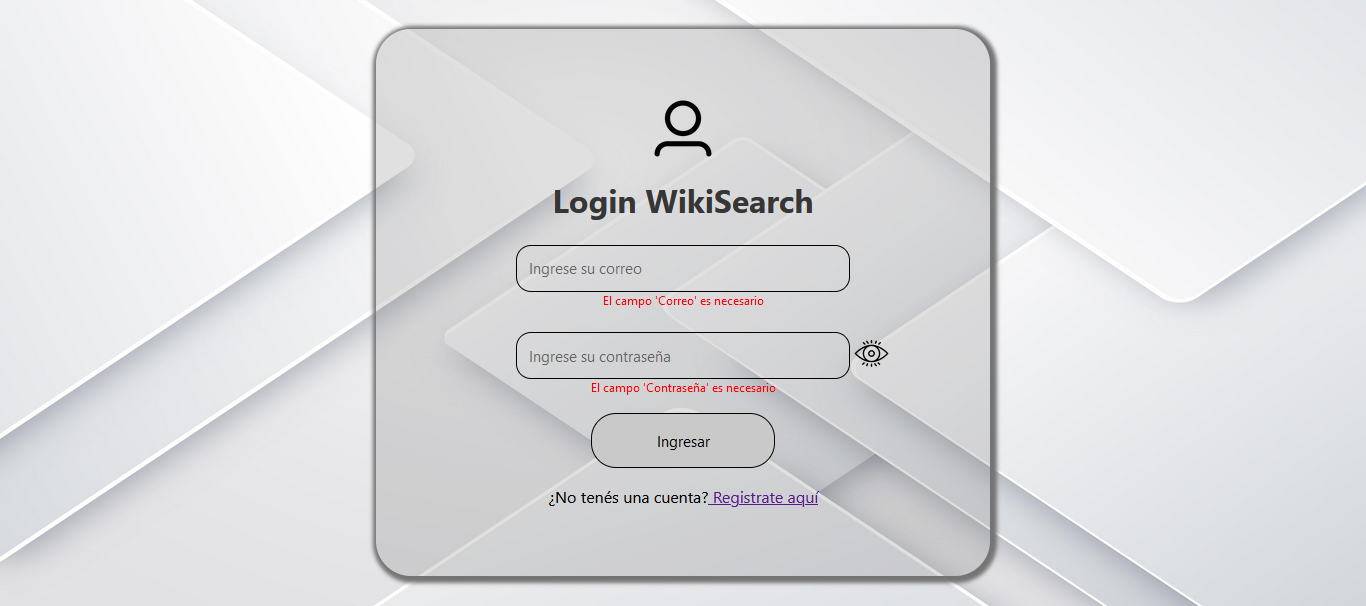 Login WikiSearch
Ingrese su correo
El campo 'Correo' es necesario
Ingrese su contraseña
El campo 'Contraseña' es necesario
Ingresar
¿No tenés una cuenta? Registrate aquí